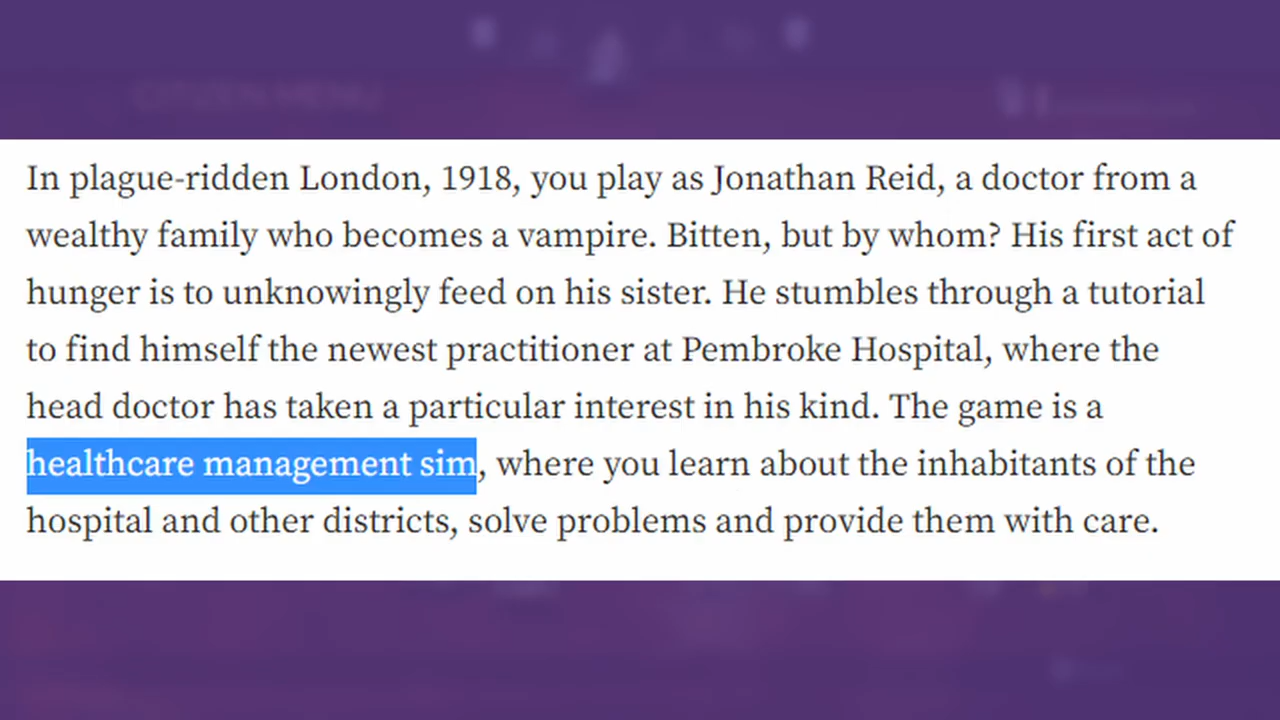 CITIZEN MENU
In plague-ridden London, 1918, you play as Jonathan Reid, a doctor from a
wealthy family who becomes a vampire. Bitten, but by whom? His first act of
hunger is to unknowingly feed on his sister. He stumbles through a tutorial
to find himself the newest practitioner at Pembroke Hospital, where the
head doctor has taken a particular interest in his kind. The game is a
healthcare management sim, where you learn about the inhabitants of the
hospital and other districts, solve problems and provide them with care.